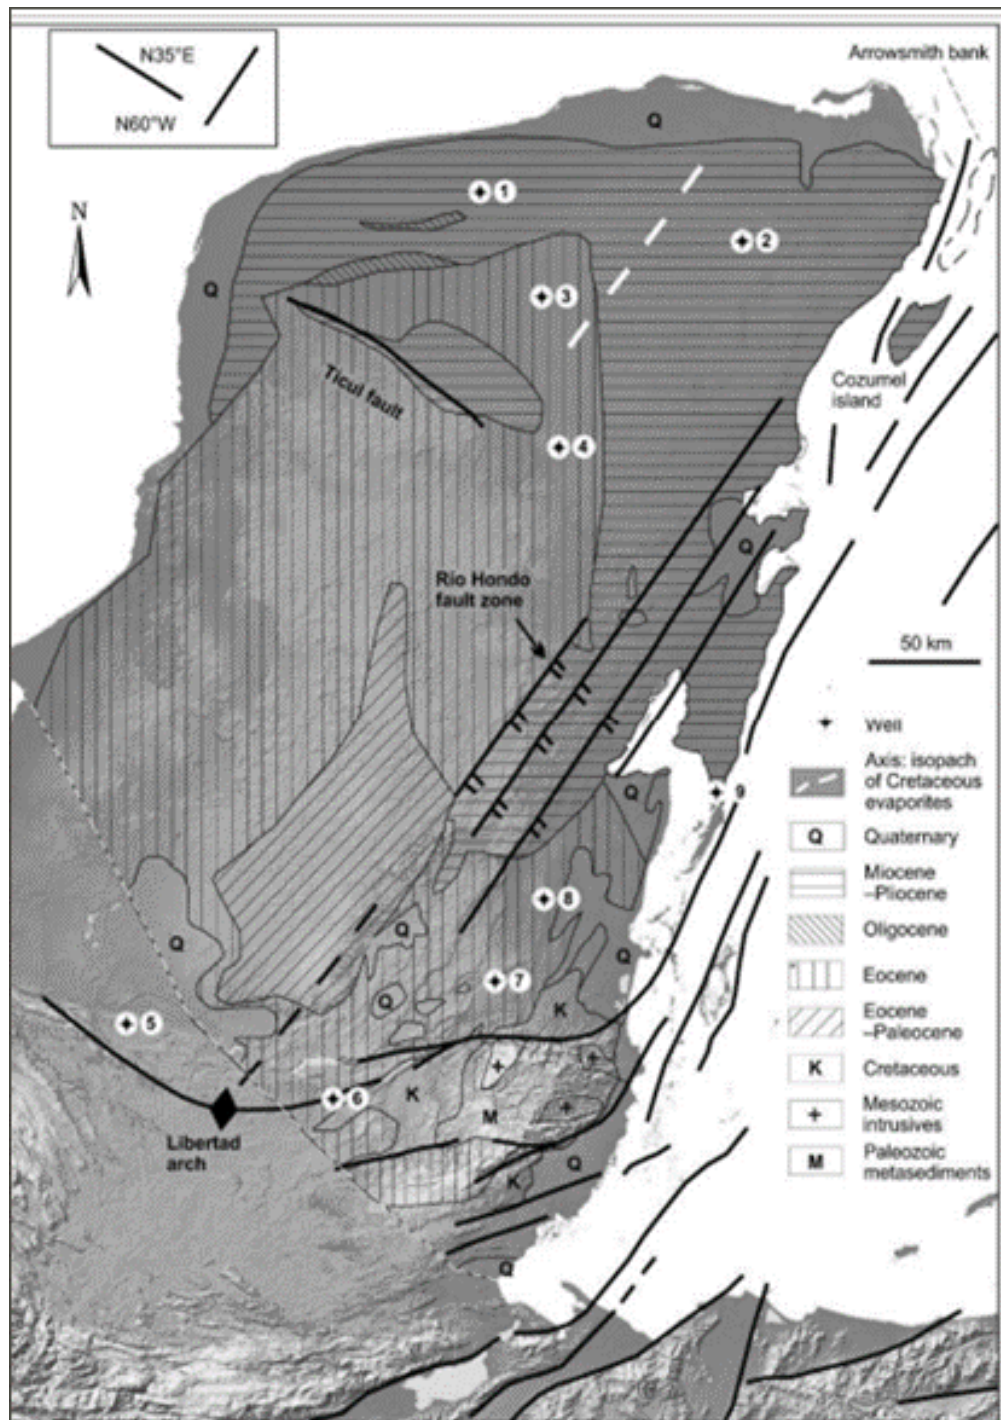 N35°E
N60°W
Arrowsmith bank
N
Q
1
2
Q
3
Ticul fault
Cozumel
island
4
Q
Rio Hondo
fault zone
50 km
Well
Axis: isopach
of Cretaceous
evaporites
9
Q
Q
Quaternary
Miocene
–Pliocene
8
Oligocene
Q
Q
Q
Eocene
7
Q
K
Eocene
–Paleocene
5
K
Cretaceous
6
K
M
Mesozoic
intrusives
Libertad
arch
Q
K
M
Paleozoic
metasediments
Q